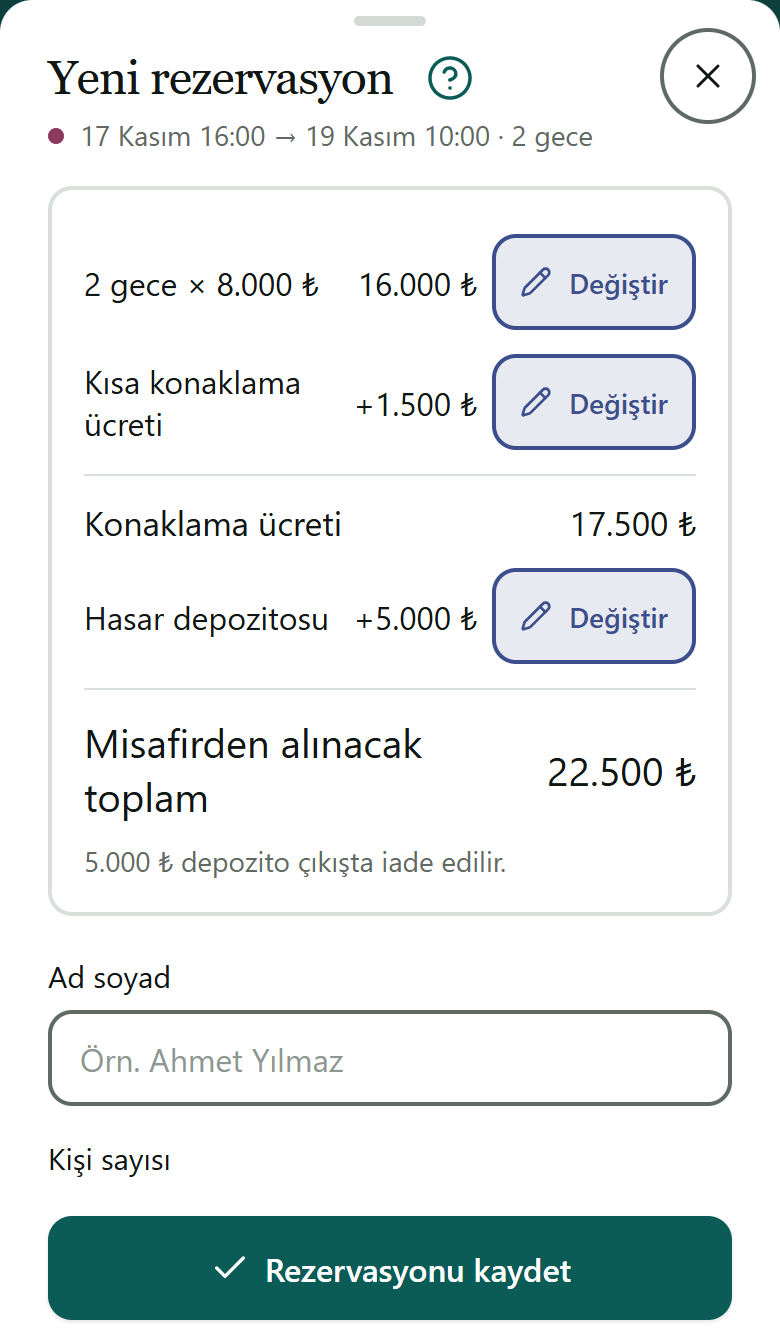 Yeni rezervasyon ?
17 Kasım 16:00 → 19 Kasım 10:00 · 2 gece
2 gece × 8.000 ₺ 16.000 ₺ Değiştir
Kısa konaklama
ücreti +1.500 ₺ Değiştir
Konaklama ücreti 17.500 ₺
Hasar depozitosu +5.000 ₺ Değiştir
Misafirden alınacak
toplam 22.500 ₺
5.000 ₺ depozito çıkışta iade edilir.
Ad soyad
Örn. Ahmet Yılmaz
Kişi sayısı
Rezervasyonu kaydet